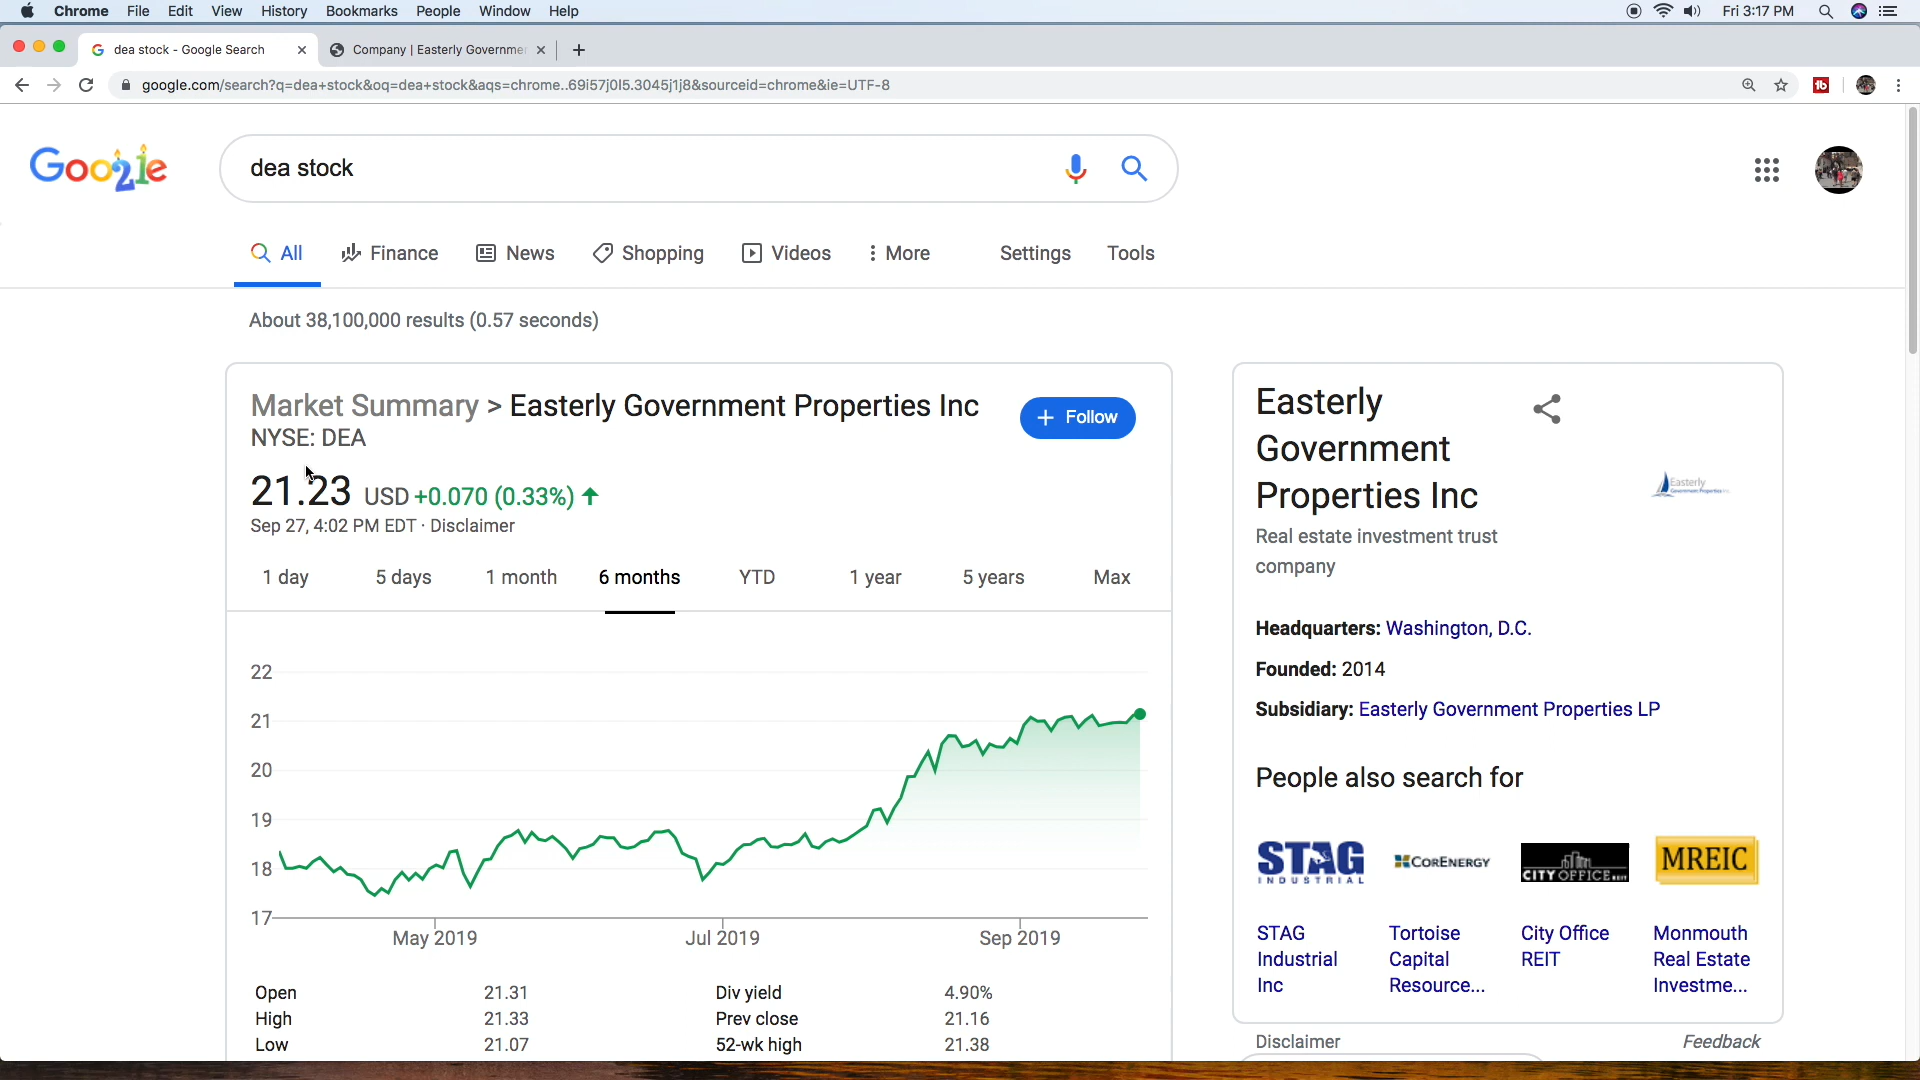 Chrome File Edit View History Bookmarks People Window Help Fri 3:17 PM
dea stock - Google Search Company | Easterly Governme
google.com/search?q=dea+stock&oq=dea+stock&aqs=chrome..69i57j0l5.3045j1j8&sourceid=chrome&ie=UTF-8
dea stock
All Finance News Shopping Videos More Settings Tools
About 38,100,000 results (0.57 seconds)
Market Summary > Easterly Government Properties Inc
NYSE: DEA
Follow
21.23 USD +0.070 (0.33%)
Sep 27, 4:02 PM EDT · Disclaimer
1 day 5 days 1 month 6 months YTD 1 year 5 years Max
22
21
20
19
18
17
May 2019 Jul 2019 Sep 2019
Open 21.31 Div yield 4.90%
High 21.33 Prev close 21.16
Low 21.07 52-wk high 21.38
Easterly
Government
Properties Inc
Easterly
Government Properties
Real estate investment trust
company
Headquarters: Washington, D.C.
Founded: 2014
Subsidiary: Easterly Government Properties LP
People also search for
STAG
INDUSTRIAL
CORENERGY
CITY OFFICE REIT
MREIC
STAG
Industrial
Inc
Tortoise
Capital
Resource...
City Office
REIT
Monmouth
Real Estate
Investme...
Disclaimer Feedback